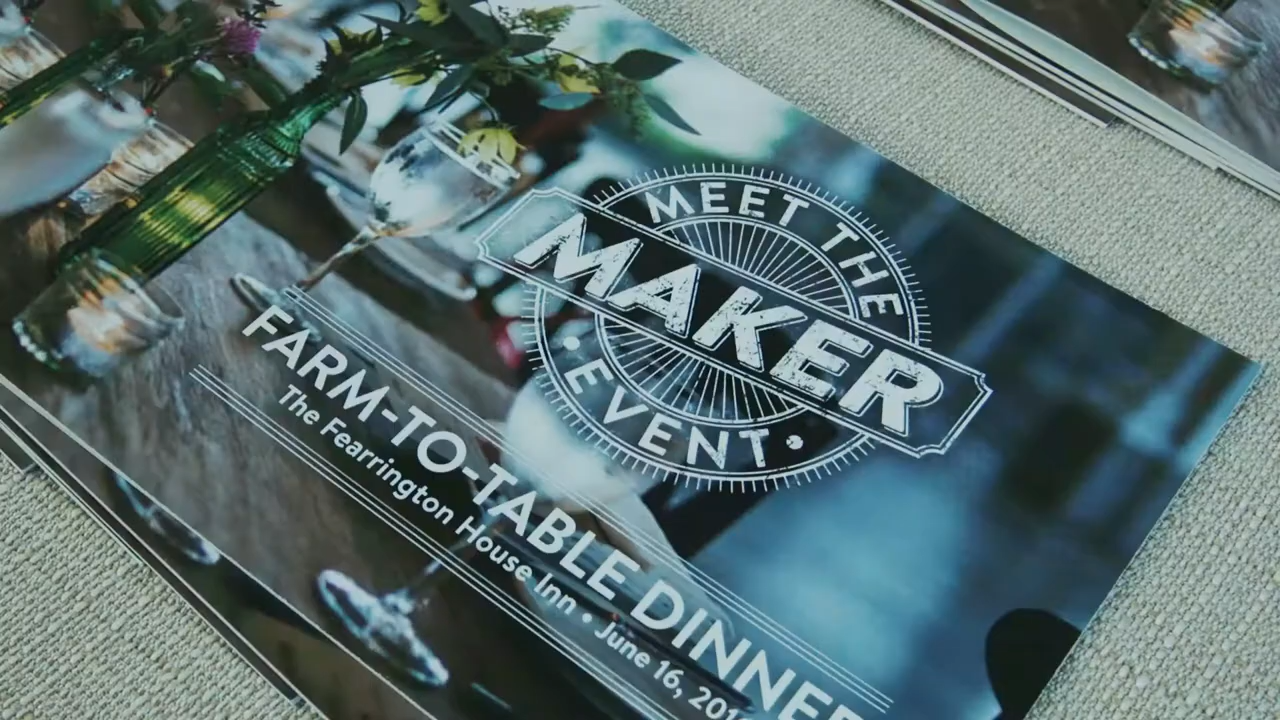 MEET THE
MAKER
• EVENT •
FARM-TO-TABLE DINNER
The Fearrington House Inn • June 16,